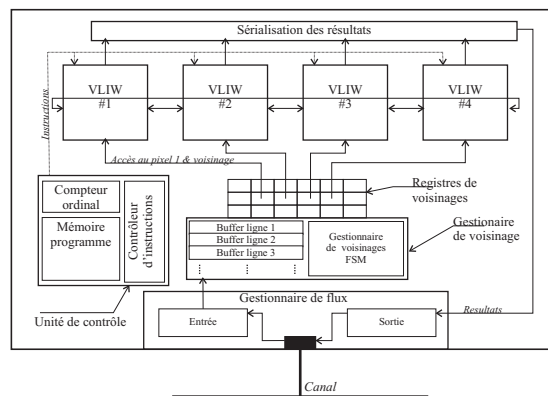 Sérialisation des résultats
VLIW
#1
VLIW
#2
VLIW
#3
VLIW
#4
Instructions
Accès au pixel 1 & voisinage
Compteur
ordinal
Mémoire
programme
Contrôleur
d'instructions
Registres de
voisinages
Buffer ligne 1
Buffer ligne 2
Buffer ligne 3
Gestionnaire
de voisinages
FSM
Gestionaire
de voisinage
Unité de contrôle
Gestionnaire de flux
Entrée
Sortie
Resultats
Canal